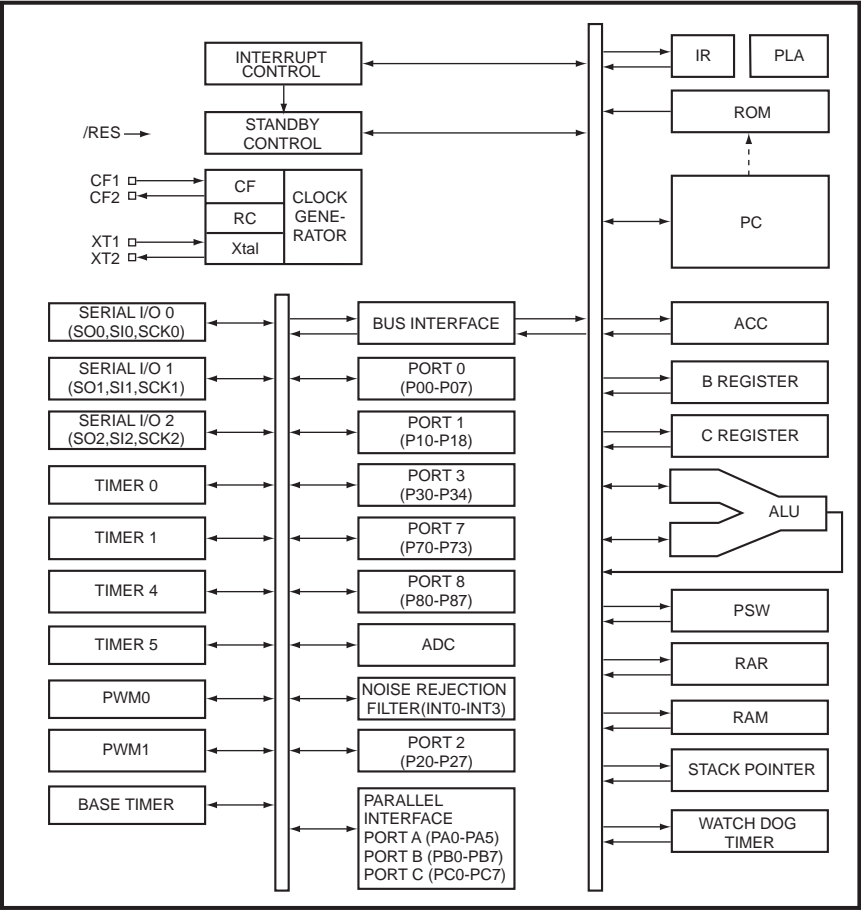 INTERRUPT
CONTROL
IR
PLA
/RES
STANDBY
CONTROL
ROM
CF1
CF2
CF
RC
Xtal
CLOCK
GENE-
RATOR
XT1
XT2
PC
SERIAL I/O 0
(SO0,SI0,SCK0)
BUS INTERFACE
ACC
SERIAL I/O 1
(SO1,SI1,SCK1)
PORT 0
(P00-P07)
B REGISTER
SERIAL I/O 2
(SO2,SI2,SCK2)
PORT 1
(P10-P18)
C REGISTER
TIMER 0
PORT 3
(P30-P34)
ALU
TIMER 1
PORT 7
(P70-P73)
TIMER 4
PORT 8
(P80-P87)
PSW
TIMER 5
ADC
RAR
PWM0
NOISE REJECTION
FILTER(INT0-INT3)
RAM
PWM1
PORT 2
(P20-P27)
STACK POINTER
BASE TIMER
PARALLEL
INTERFACE
PORT A (PA0-PA5)
PORT B (PB0-PB7)
PORT C (PC0-PC7)
WATCH DOG
TIMER